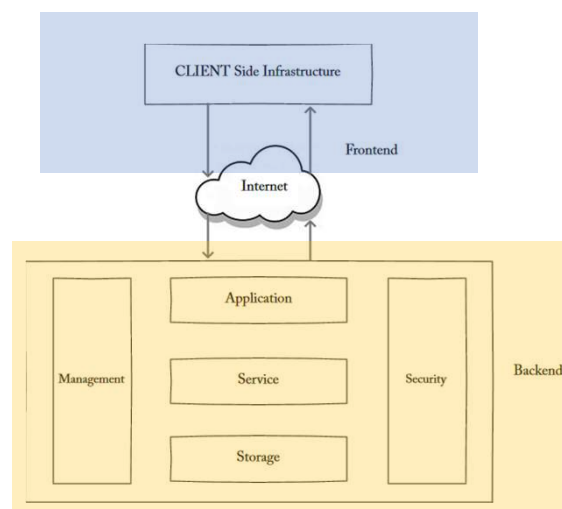 CLIENT Side Infrastructure
Frontend
Internet
Application
Management
Service
Security
Backend
Storage